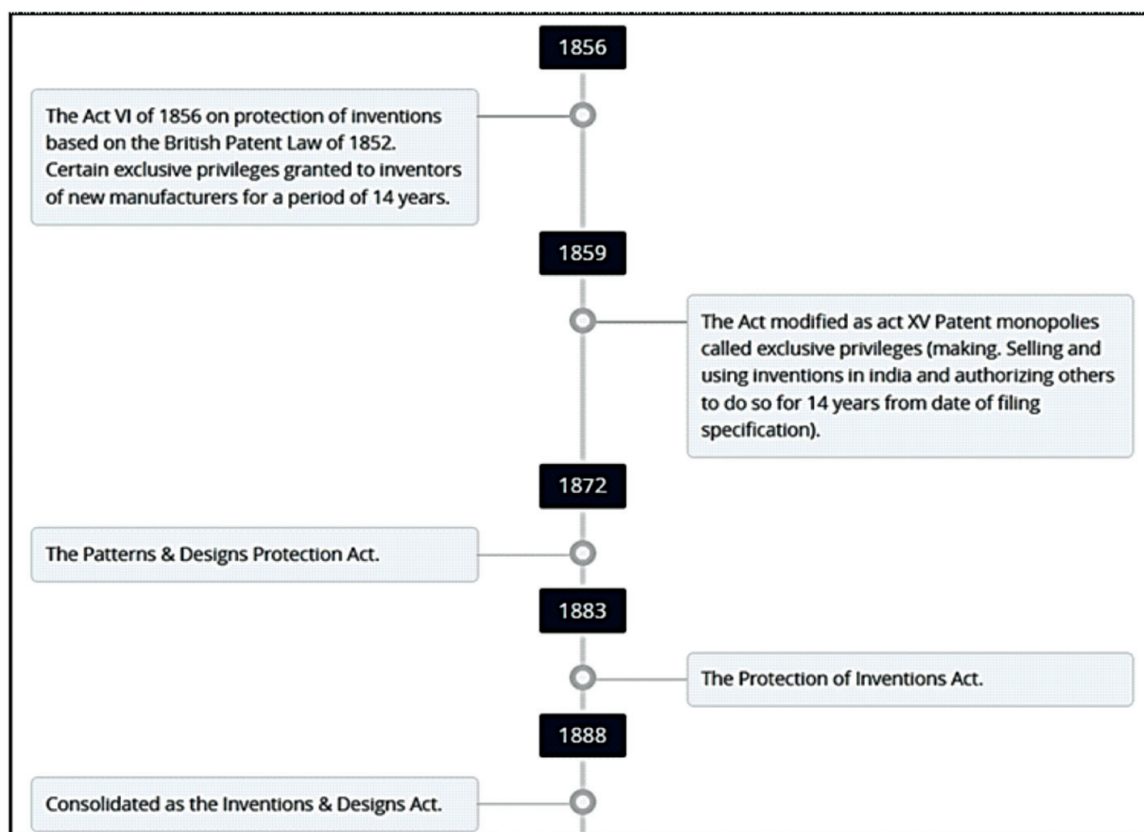 1856
The Act VI of 1856 on protection of inventions
based on the British Patent Law of 1852.
Certain exclusive privileges granted to inventors
of new manufacturers for a period of 14 years.
1859
The Act modified as act XV Patent monopolies
called exclusive privileges (making. Selling and
using inventions in india and authorizing others
to do so for 14 years from date of filing
specification).
1872
The Patterns & Designs Protection Act.
1883
The Protection of Inventions Act.
1888
Consolidated as the Inventions & Designs Act.